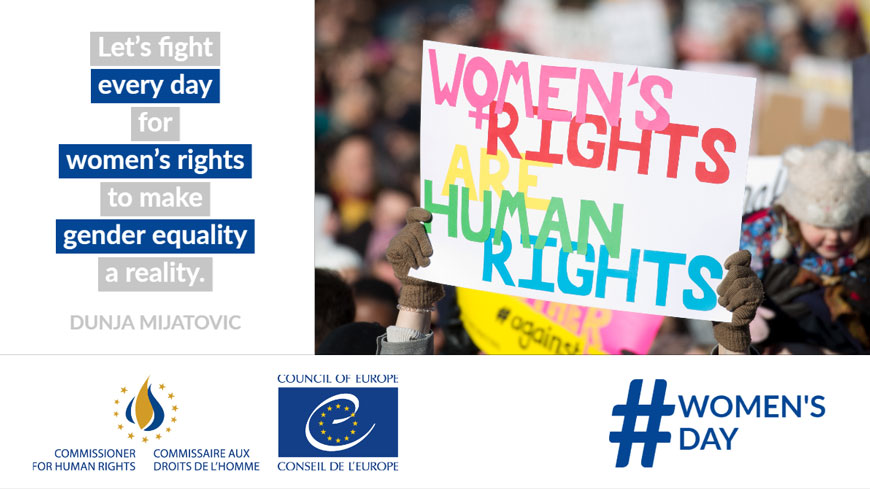 Let's fight
every day
for
women's rights
to make
gender equality
a reality.
DUNJA MIJATOVIC
WOMEN'S
RIGHTS
ARE
HUMAN
RIGHTS
#against
COMMISSIONER
FOR HUMAN RIGHTS
COMMISSAIRE AUX
DROITS DE L'HOMME
COUNCIL OF EUROPE
CONSEIL DE L'EUROPE
#WOMEN'S
DAY